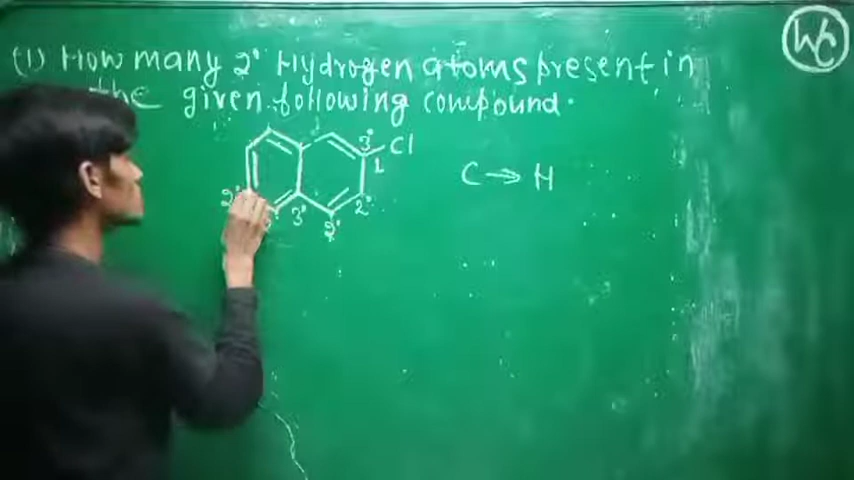 (1) How many 2° Hydrogen atoms present in
the given following compound.
WC
3° Cl
1
C → H
2° 3° 2°
2°